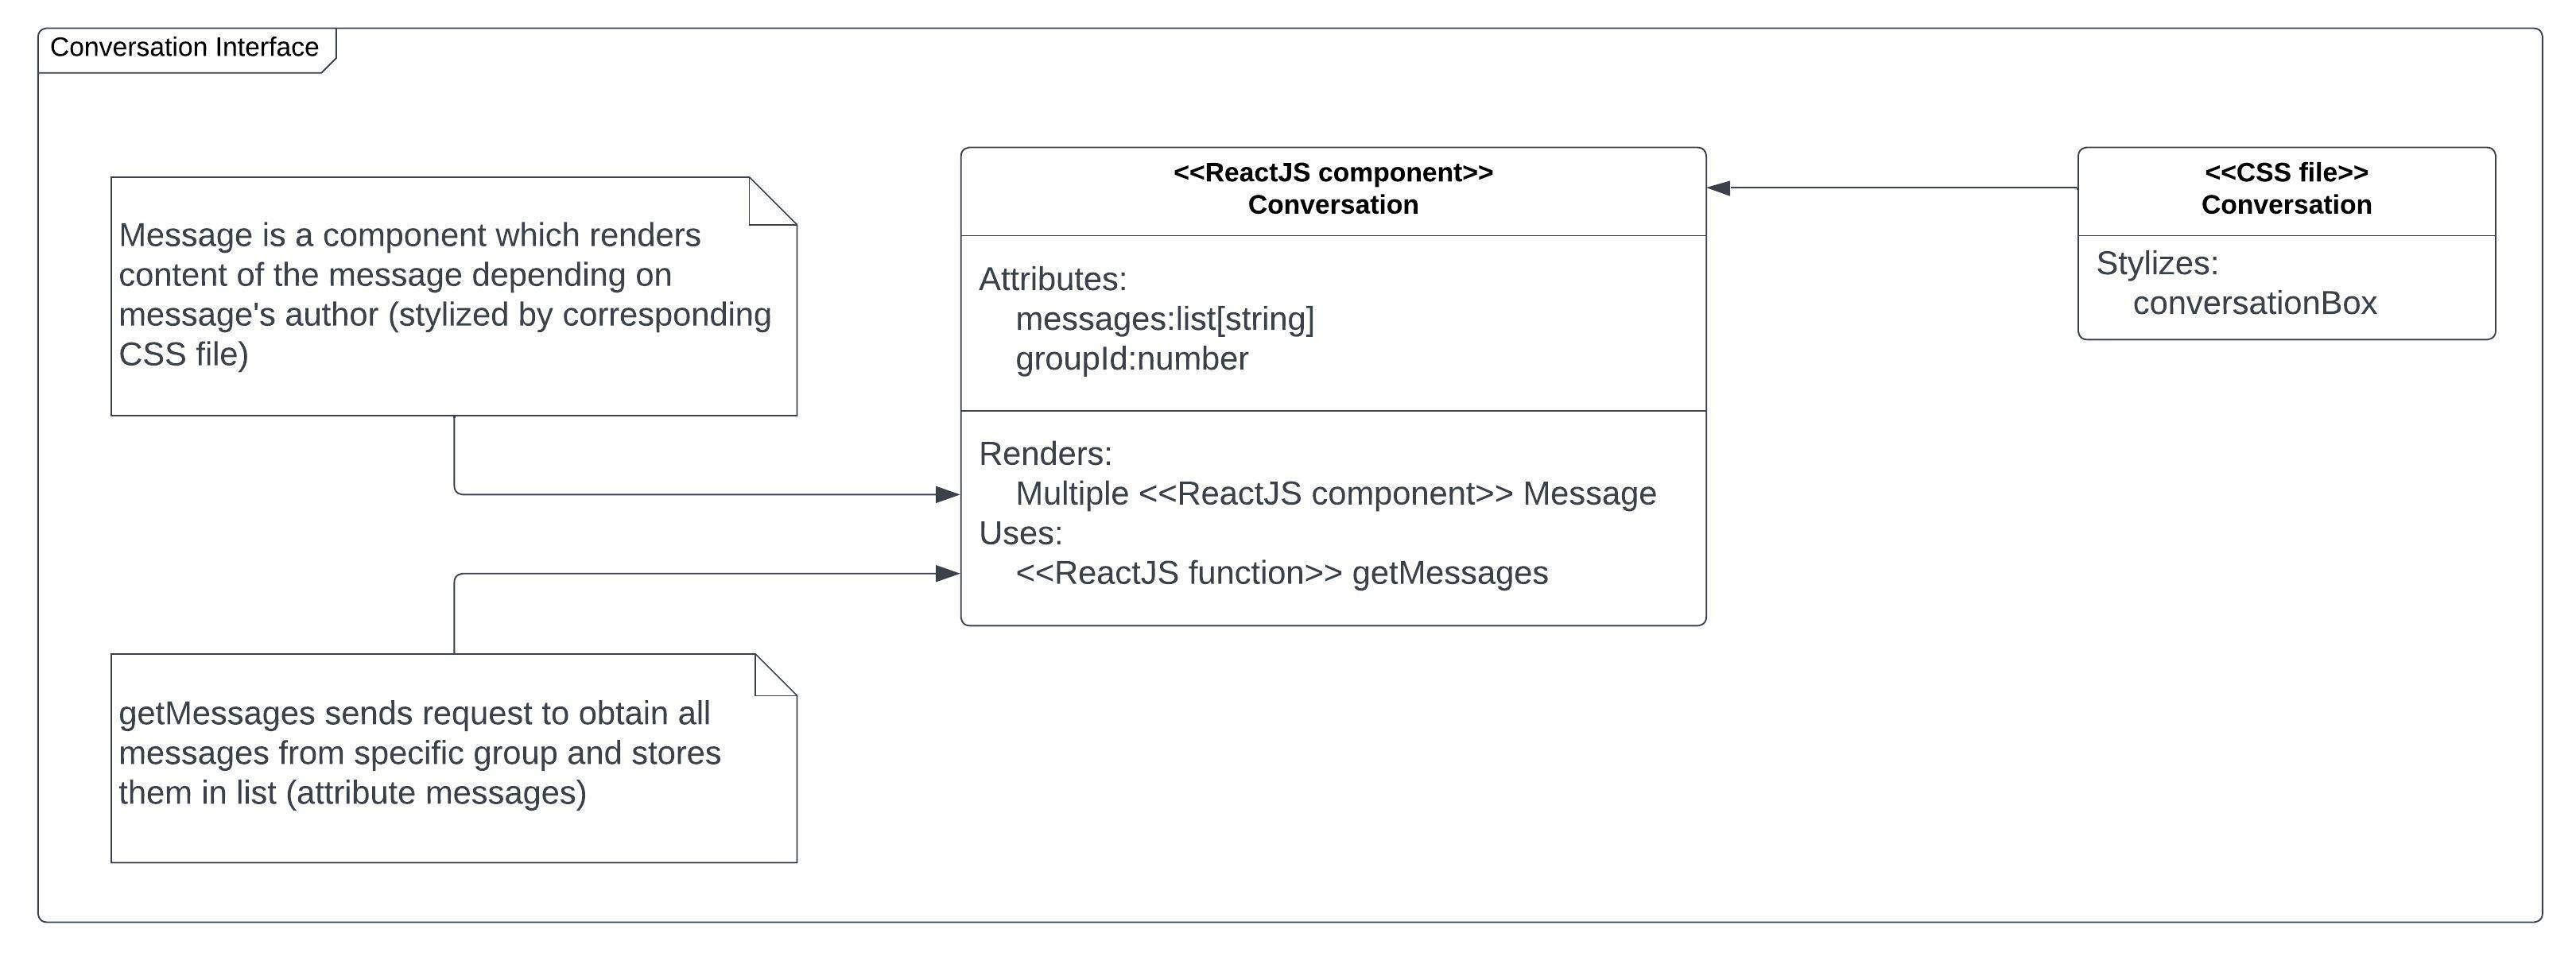 Conversation Interface
Message is a component which renders
content of the message depending on
message's author (stylized by corresponding
CSS file)
getMessages sends request to obtain all
messages from specific group and stores
them in list (attribute messages)
<<ReactJS component>>
Conversation
Attributes:
messages:list[string]
groupId:number
Renders:
Multiple <<ReactJS component>> Message
Uses:
<<ReactJS function>> getMessages
<<CSS file>>
Conversation
Stylizes:
conversationBox